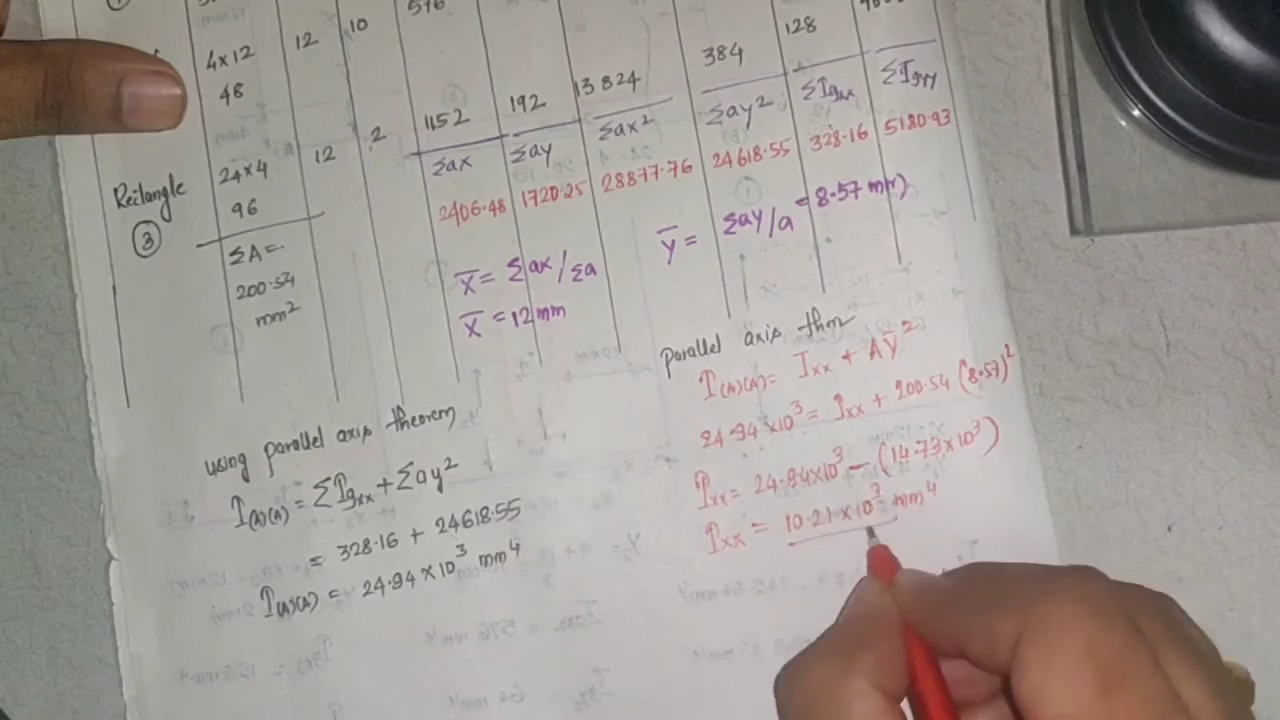 576
4x12
12
10
48
1152
192
13824
384
128
Rectangle
③
24x4
12
2
96
Σax
Σay
Σax²
Σay²
ΣIgxx
ΣIgyy
2406.48
1720.25
28877.76
24618.55
328.16
5180.93
ΣA=
200.54
mm²
x̄ = Σax/Σa
x̄ = 12mm
ȳ = Σay/a = 8.57 mm)
using parallel axis theorem
I(A)(A) = ΣIgxx + Σay²
= 328.16 + 24618.55
I(A)(A) = 24.94 x10³ mm⁴
parallel axis thm
I(A)(A) = Ixx + Aȳ²
24.94 x10³ = Ixx + 200.54 (8.57)²
Ixx = 24.94x10³ - (14.73x10³)
Ixx = 10.21x10³ mm⁴